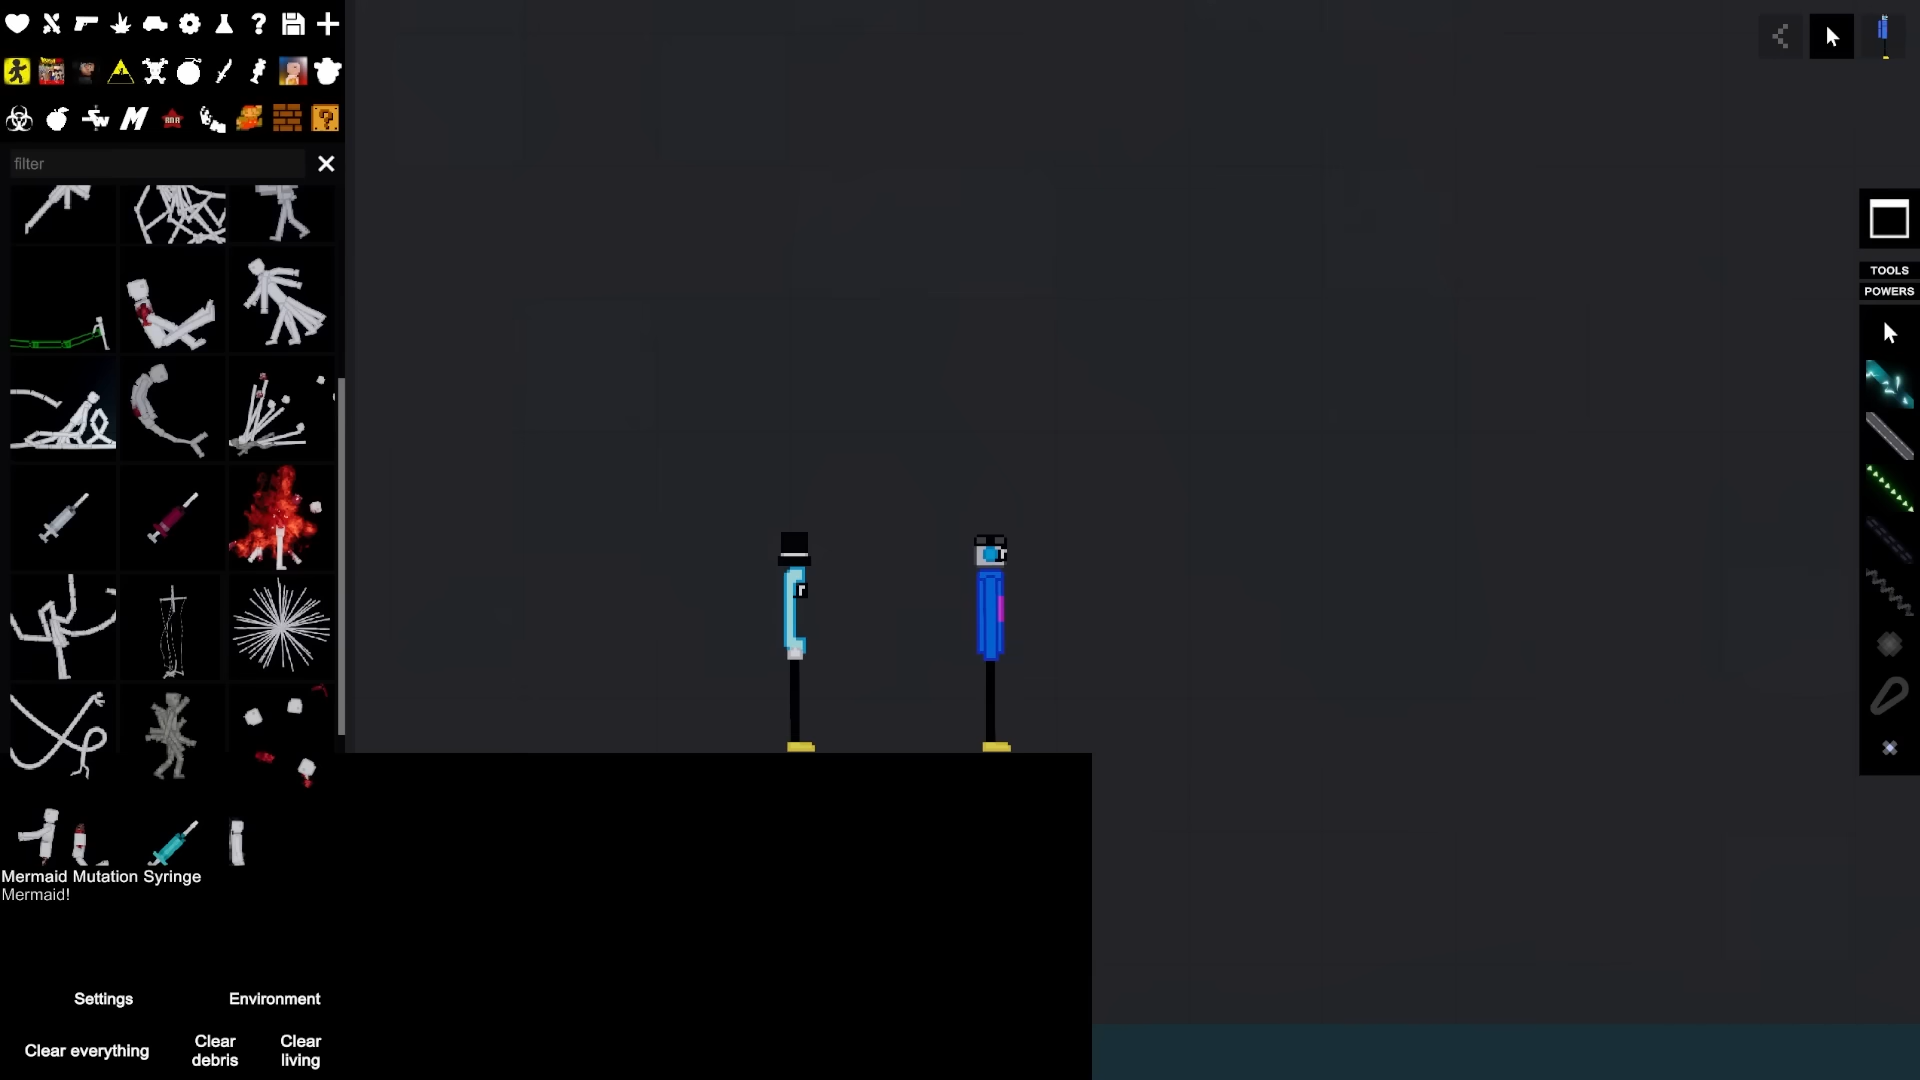 filter
TOOLS
POWERS
Mermaid Mutation Syringe
Mermaid!
Settings
Environment
Clear everything
Clear
debris
Clear
living